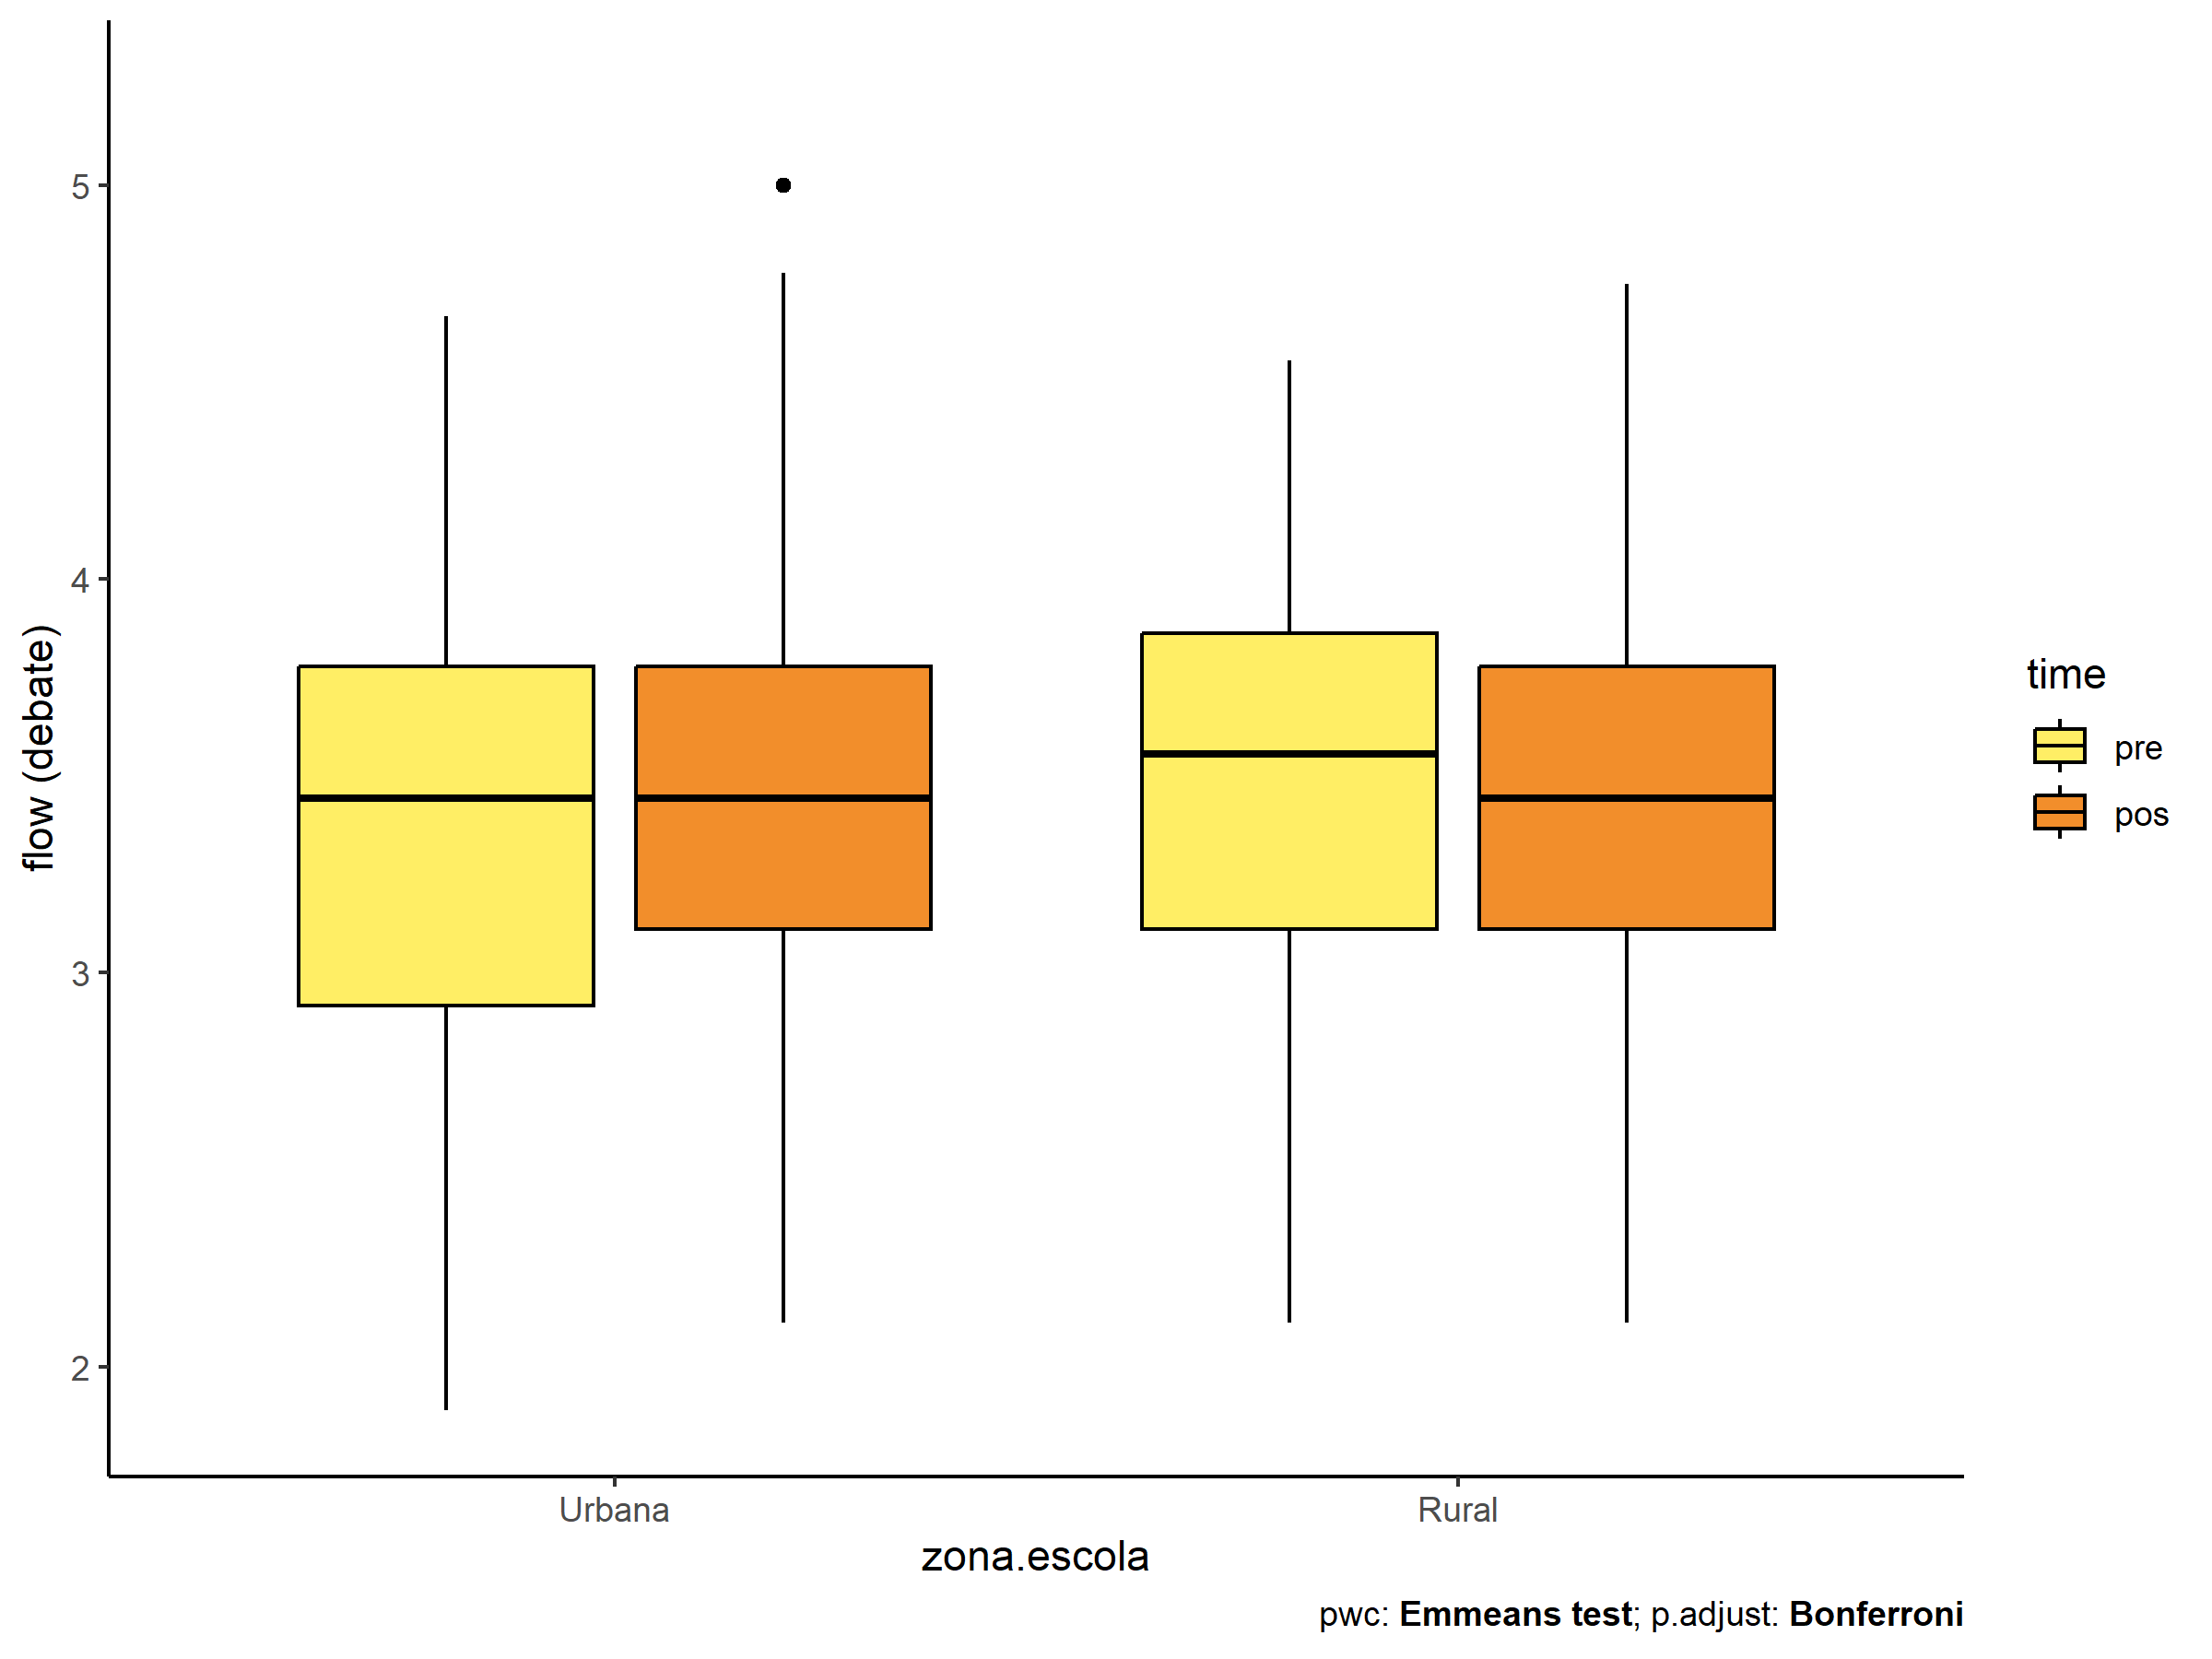 flow (debate)
5
4
3
2
Urbana
Rural
zona.escola
pwc: Emmeans test; p.adjust: Bonferroni
time
pre
pos